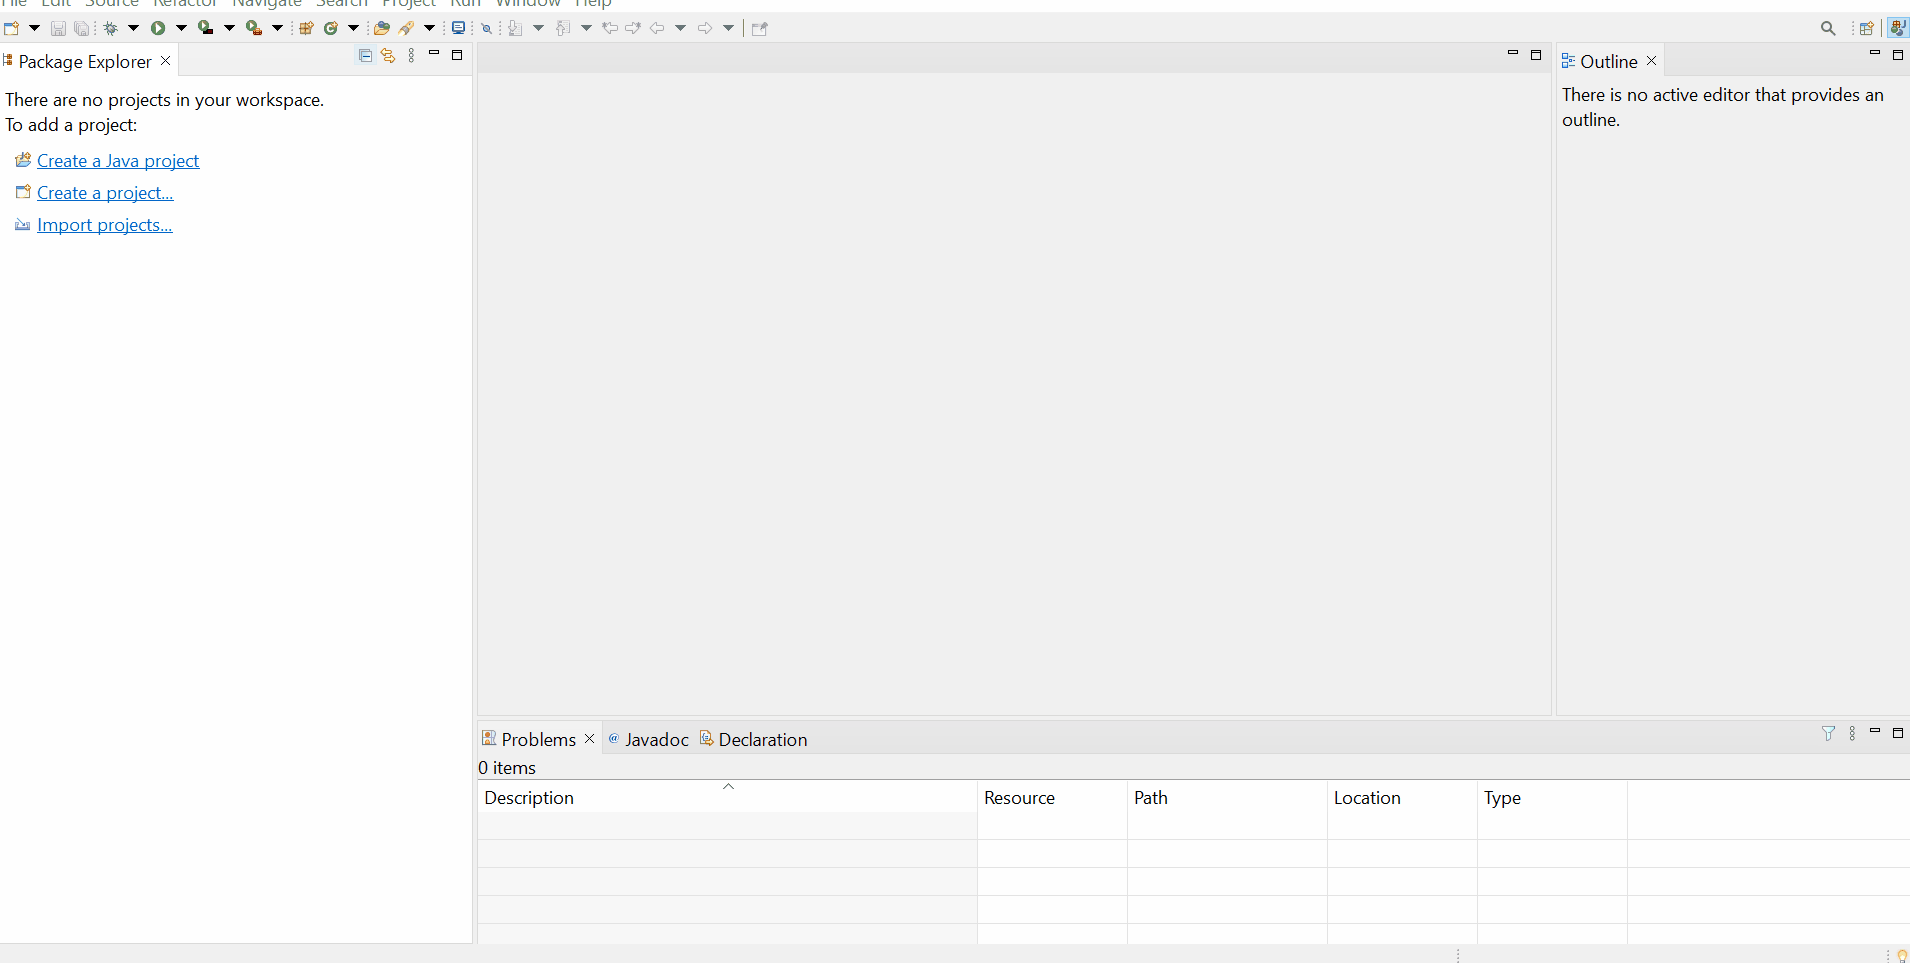 File Edit Source Refactor Navigate Search Project Run Window Help
Package Explorer
There are no projects in your workspace.
To add a project:
Create a Java project
Create a project...
Import projects...
Outline
There is no active editor that provides an
outline.
Problems @ Javadoc Declaration
0 items
Description Resource Path Location Type